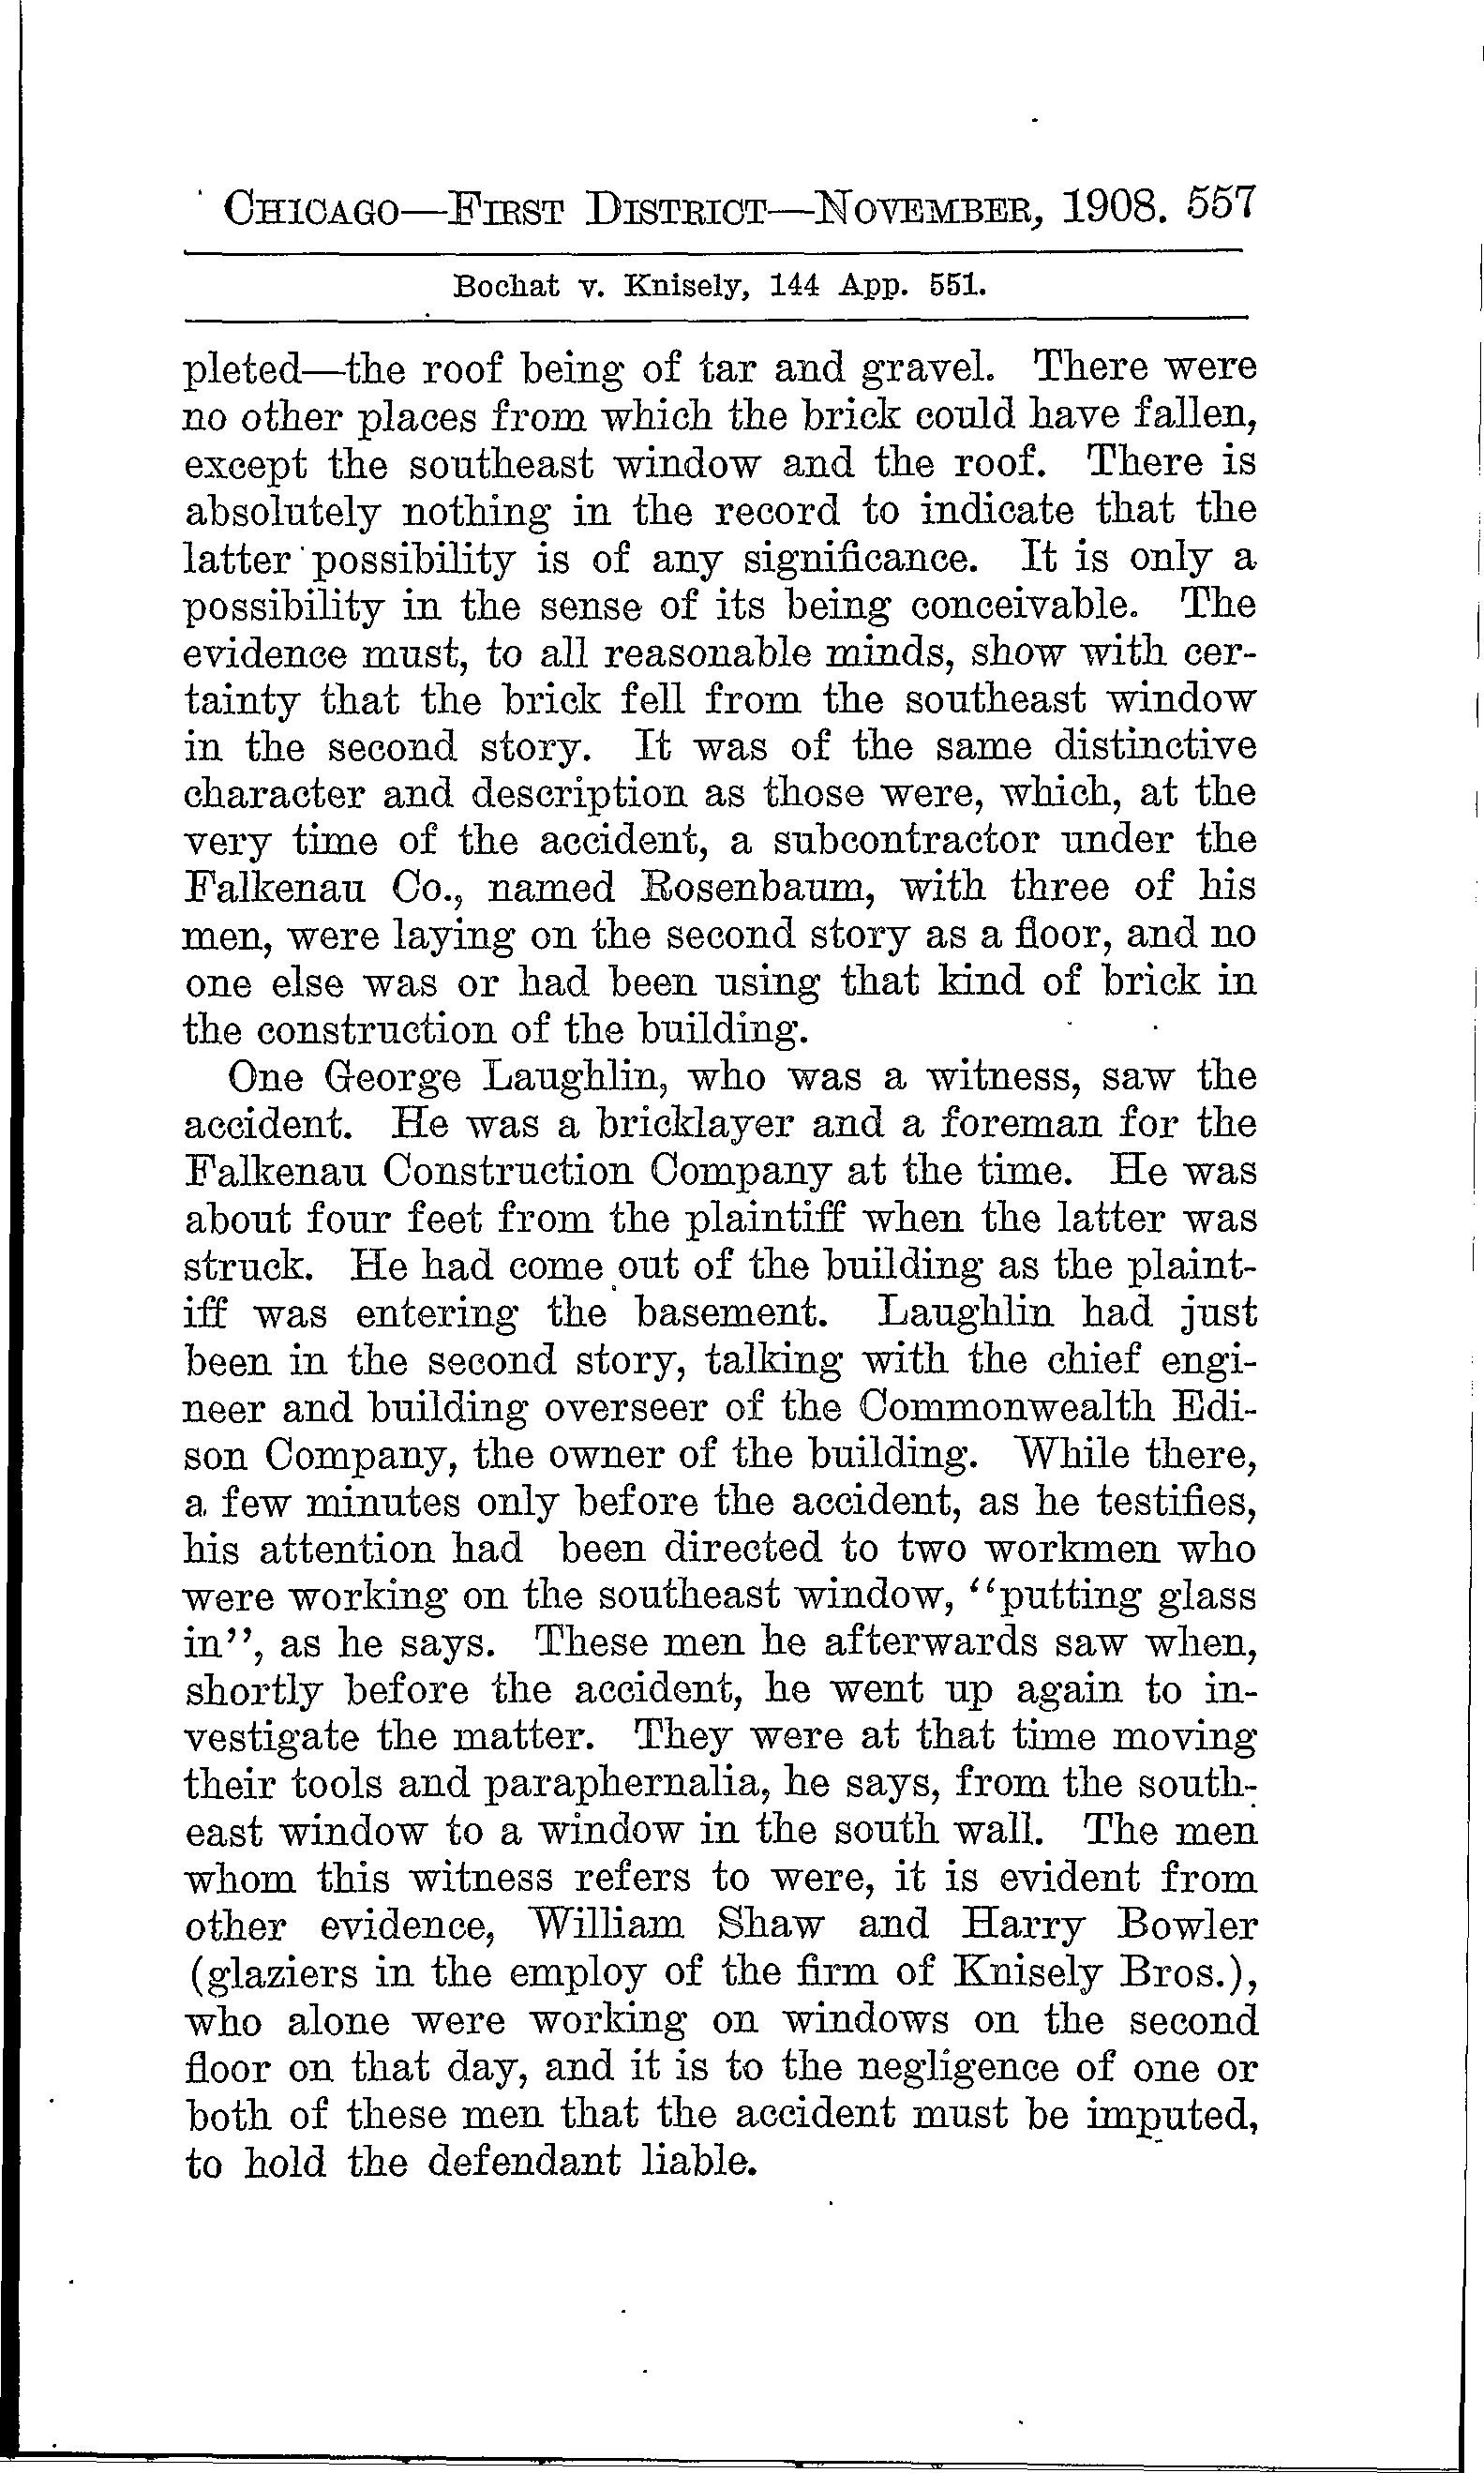 CHICAGO—FIRST DISTRICT—NOVEMBER, 1908. 557
Bochat v. Knisely, 144 App. 551.
pleted—the roof being of tar and gravel. There were
no other places from which the brick could have fallen,
except the southeast window and the roof. There is
absolutely nothing in the record to indicate that the
latter possibility is of any significance. It is only a
possibility in the sense of its being conceivable. The
evidence must, to all reasonable minds, show with cer-
tainty that the brick fell from the southeast window
in the second story. It was of the same distinctive
character and description as those were, which, at the
very time of the accident, a subcontractor under the
Falkenau Co., named Rosenbaum, with three of his
men, were laying on the second story as a floor, and no
one else was or had been using that kind of brick in
the construction of the building.
One George Laughlin, who was a witness, saw the
accident. He was a bricklayer and a foreman for the
Falkenau Construction Company at the time. He was
about four feet from the plaintiff when the latter was
struck. He had come out of the building as the plaint-
iff was entering the basement. Laughlin had just
been in the second story, talking with the chief engi-
neer and building overseer of the Commonwealth Edi-
son Company, the owner of the building. While there,
a few minutes only before the accident, as he testifies,
his attention had been directed to two workmen who
were working on the southeast window, "putting glass
in", as he says. These men he afterwards saw when,
shortly before the accident, he went up again to in-
vestigate the matter. They were at that time moving
their tools and paraphernalia, he says, from the south-
east window to a window in the south wall. The men
whom this witness refers to were, it is evident from
other evidence, William Shaw and Harry Bowler
(glaziers in the employ of the firm of Knisely Bros.),
who alone were working on windows on the second
floor on that day, and it is to the negligence of one or
both of these men that the accident must be imputed,
to hold the defendant liable.